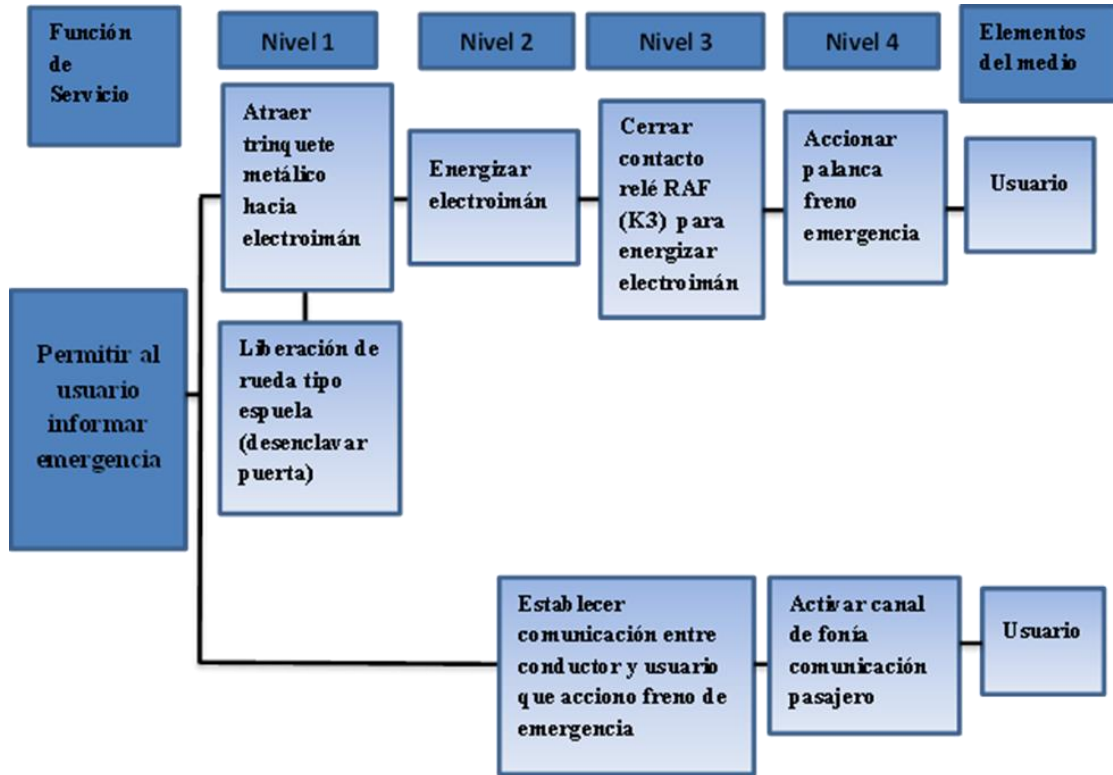 Función
de
Servicio
Nivel 1
Nivel 2
Nivel 3
Nivel 4
Elementos
del medio
Atraer
trinquete
metálico
hacia
electroimán
Energizar
electroimán
Cerrar
contacto
relé RAF
(K3) para
energizar
electroimán
Accionar
palanca
freno
emergencia
Usuario
Permitir al
usuario
informar
emergencia
Liberación de
rueda tipo
espuela
(desenclavar
puerta)
Establecer
comunicación entre
conductor y usuario
que acciono freno de
emergencia
Activar canal
de fonía
comunicación
pasajero
Usuario